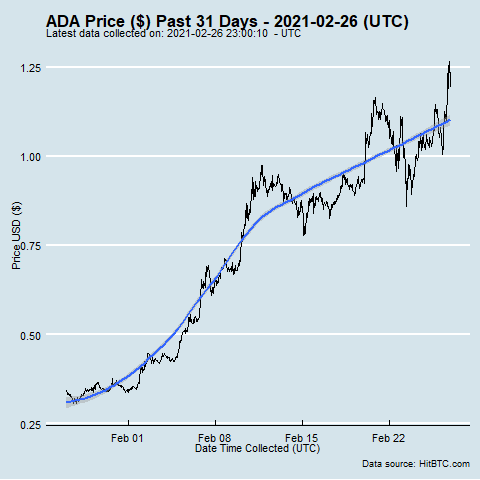 ADA Price ($) Past 31 Days - 2021-02-26 (UTC)
Latest data collected on: 2021-02-26 23:00:10 - UTC
Price USD ($)
1.25
1.00
0.75
0.50
0.25
Feb 01 Feb 08 Feb 15 Feb 22
Date Time Collected (UTC)
Data source: HitBTC.com